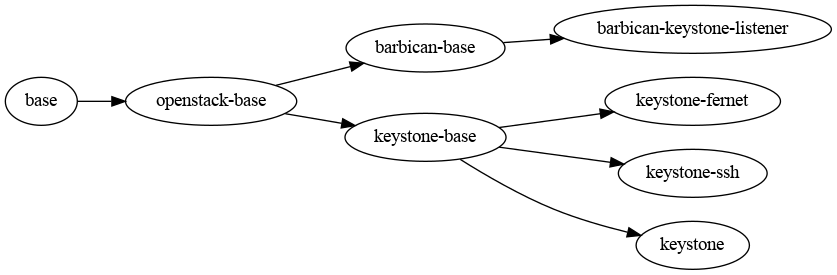 base
openstack-base
barbican-base
barbican-keystone-listener
keystone-base
keystone-fernet
keystone-ssh
keystone